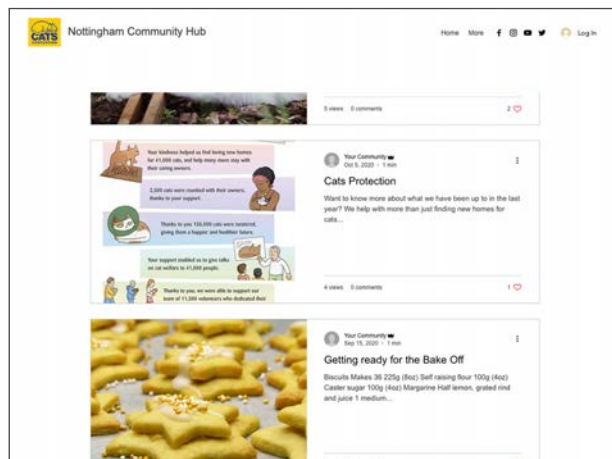 CATS
Nottingham Community Hub
Home More Log In
5 views 0 comments 2
Your kindness helped us find loving new homes
for 41,000 cats, and help many more stay with
their caring owners.
2,500 cats were reunited with their owners,
thanks to your support.
Thanks to you 150,000 cats were neutered,
giving them a happier and healthier future.
Your support enabled us to give talks
on cat welfare to 41,000 people.
Thanks to you, we were able to support our
team of 11,500 volunteers who dedicated their
Your Community
Oct 5, 2020 · 1 min
Cats Protection
Want to know more about what we have been up to in the last
year? We help with more than just finding new homes for
cats...
4 views 0 comments 1
Your Community
Sep 15, 2020 · 1 min
Getting ready for the Bake Off
Biscuits Makes 36 225g (8oz) Self raising flour 100g (4oz)
Caster sugar 100g (4oz) Margarine Half lemon, grated rind
and juice 1 medium...